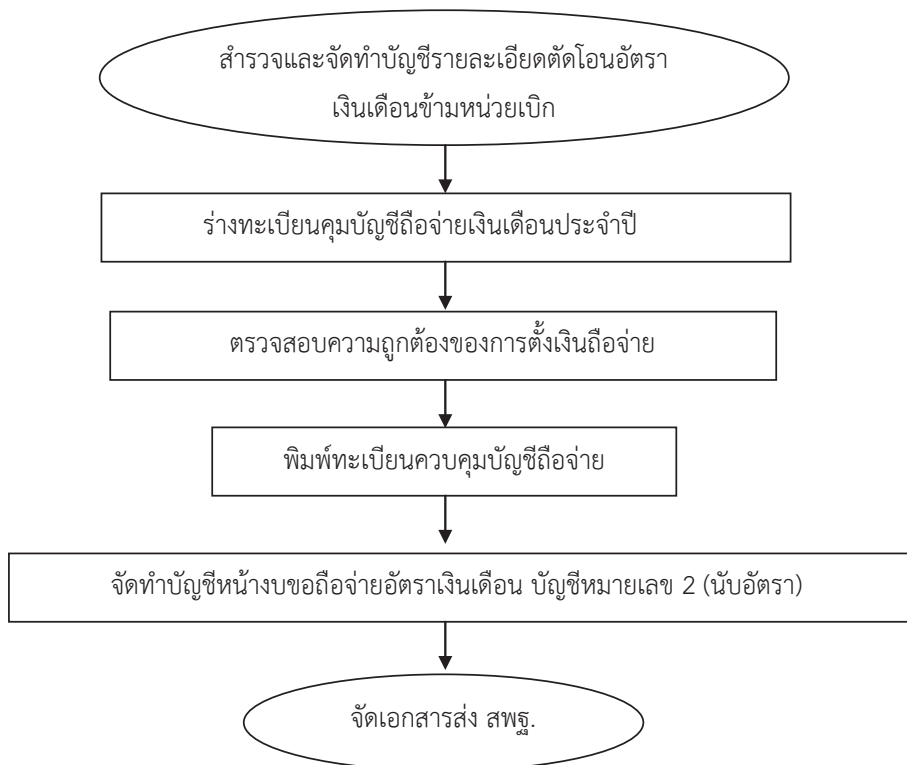 สำรวจและจัดทำบัญชีรายละเอียดตัดโอนอัตรา
เงินเดือนข้ามหน่วยเบิก
ร่างทะเบียนคุมบัญชีถือจ่ายเงินเดือนประจำปี
ตรวจสอบความถูกต้องของการตั้งเงินถือจ่าย
พิมพ์ทะเบียนควบคุมบัญชีถือจ่าย
จัดทำบัญชีหน้างบขอถือจ่ายอัตราเงินเดือน บัญชีหมายเลข 2 (นับอัตรา)
จัดเอกสารส่ง สพฐ.